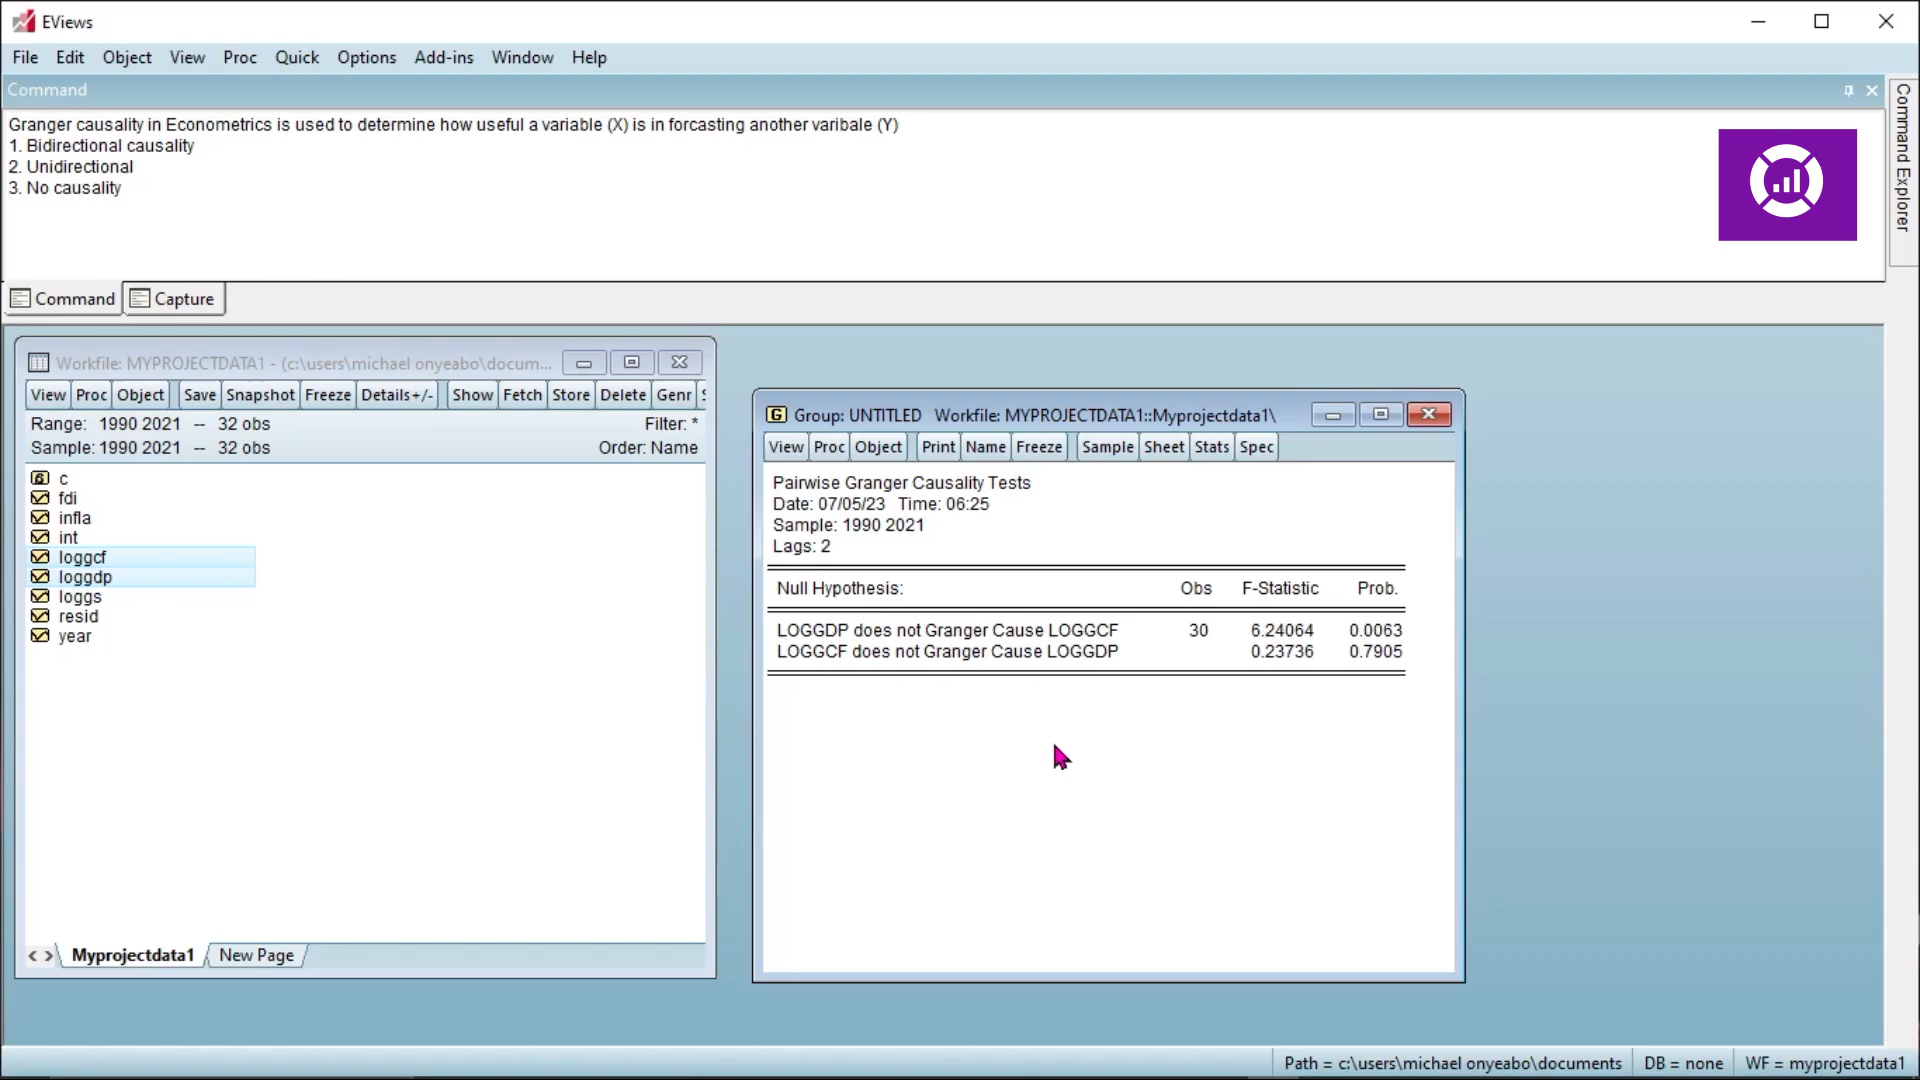 EViews
File Edit Object View Proc Quick Options Add-ins Window Help
Command
Granger causality in Econometrics is used to determine how useful a variable (X) is in forcasting another varibale (Y)
1. Bidirectional causality
2. Unidirectional
3. No causality
Command Explorer
Command Capture
Workfile: MYPROJECTDATA1 - (c:\users\michael onyeabo\docum...
View Proc Object Save Snapshot Freeze Details+/- Show Fetch Store Delete Genr
Range: 1990 2021 -- 32 obs Filter: *
Sample: 1990 2021 -- 32 obs Order: Name
c
fdi
infla
int
loggcf
loggdp
loggs
resid
year
< > Myprojectdata1 New Page
Group: UNTITLED Workfile: MYPROJECTDATA1::Myprojectdata1\
View Proc Object Print Name Freeze Sample Sheet Stats Spec
Pairwise Granger Causality Tests
Date: 07/05/23 Time: 06:25
Sample: 1990 2021
Lags: 2
Null Hypothesis: Obs F-Statistic Prob.
LOGGDP does not Granger Cause LOGGCF 30 6.24064 0.0063
LOGGCF does not Granger Cause LOGGDP 0.23736 0.7905
Path = c:\users\michael onyeabo\documents DB = none WF = myprojectdata1